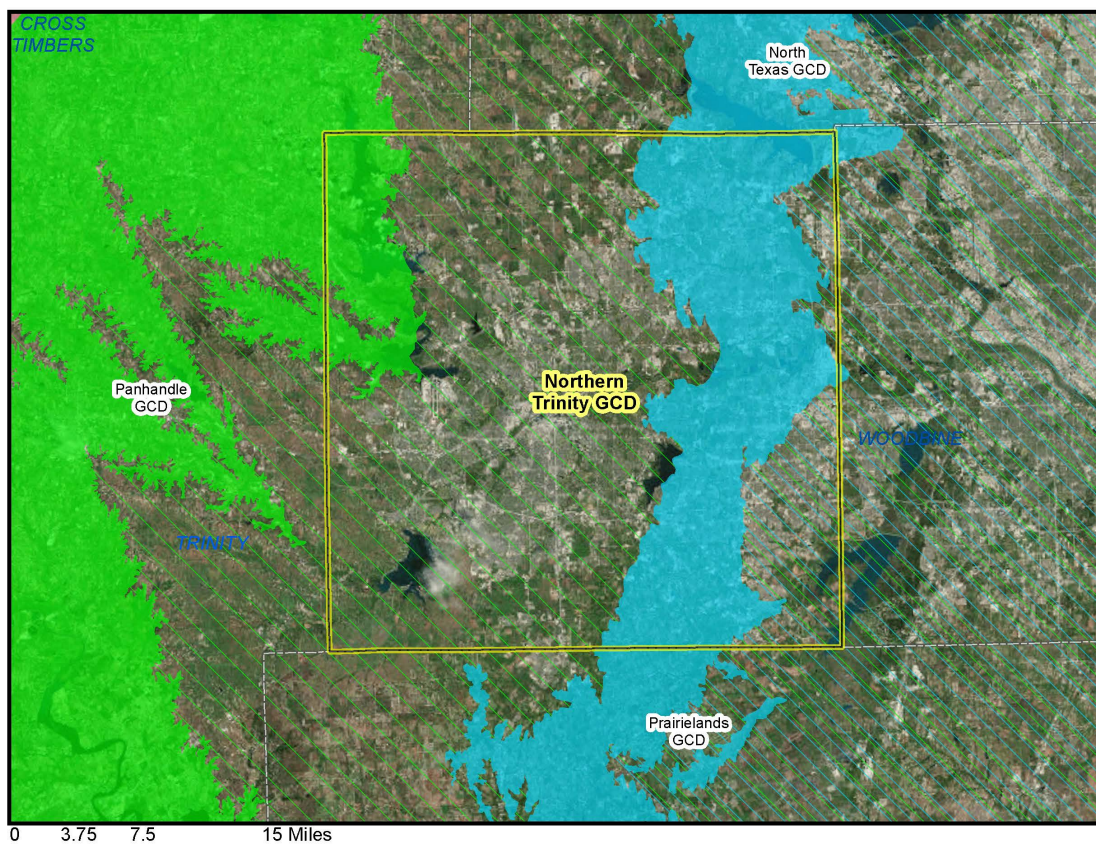 CROSS
TIMBERS
North
Texas GCD
Northern
Trinity GCD
Panhandle
GCD
WOODBINE
TRINITY
Prairielands
GCD
0 3.75 7.5 15 Miles